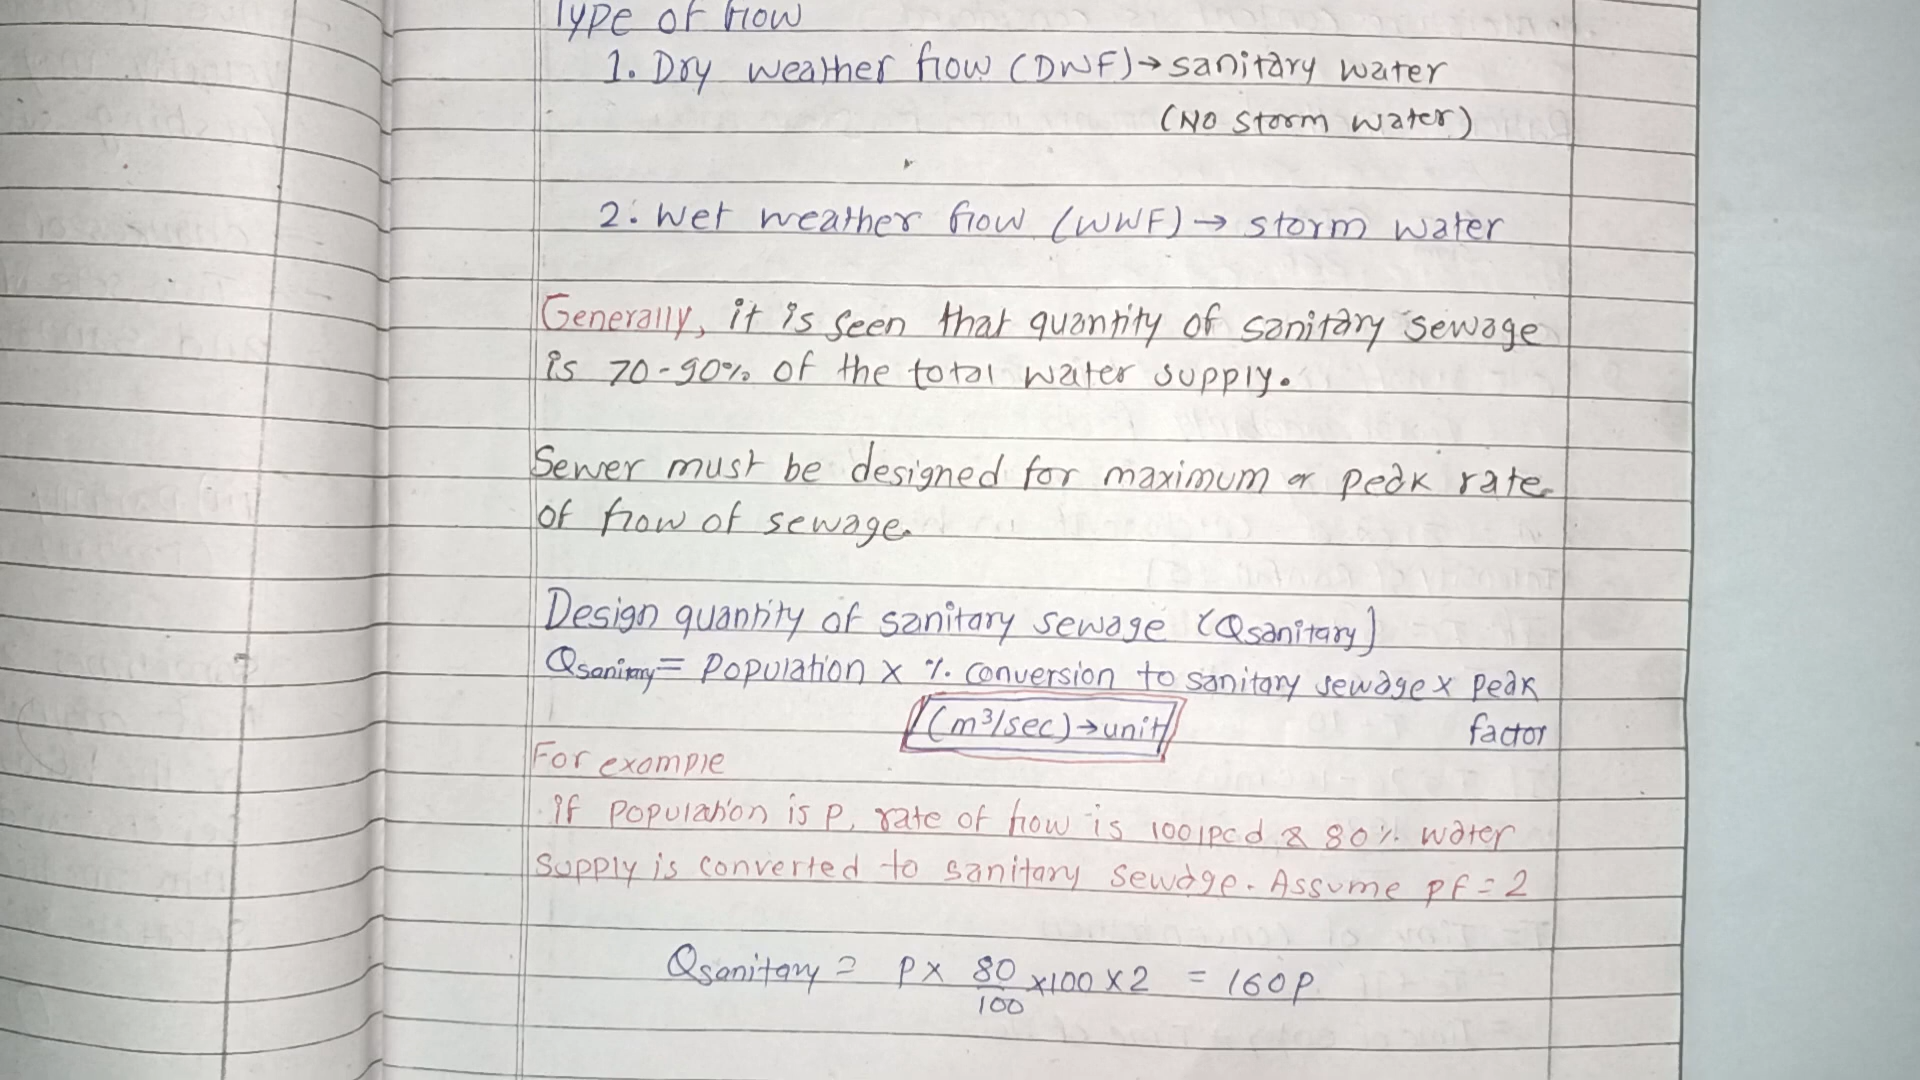 Type of flow
1. Dry weather flow (DWF)→ sanitary water
(No storm water)
2. Wet weather flow (WWF) → storm water
Generally, it is seen that quantity of sanitary sewage
is 70-90% of the total water supply.
Sewer must be designed for maximum or peak rate
of flow of sewage.
Design quantity of sanitary sewage (Qsanitary)
Qsanitary = Population x % conversion to sanitary sewage x peak
factor
(m³/sec)→unit
For example
if population is P, rate of flow is 100lpcd & 80% water
supply is converted to sanitary sewage. Assume pf = 2
Qsanitary = P x 80/100 x 100 x 2 = 160P